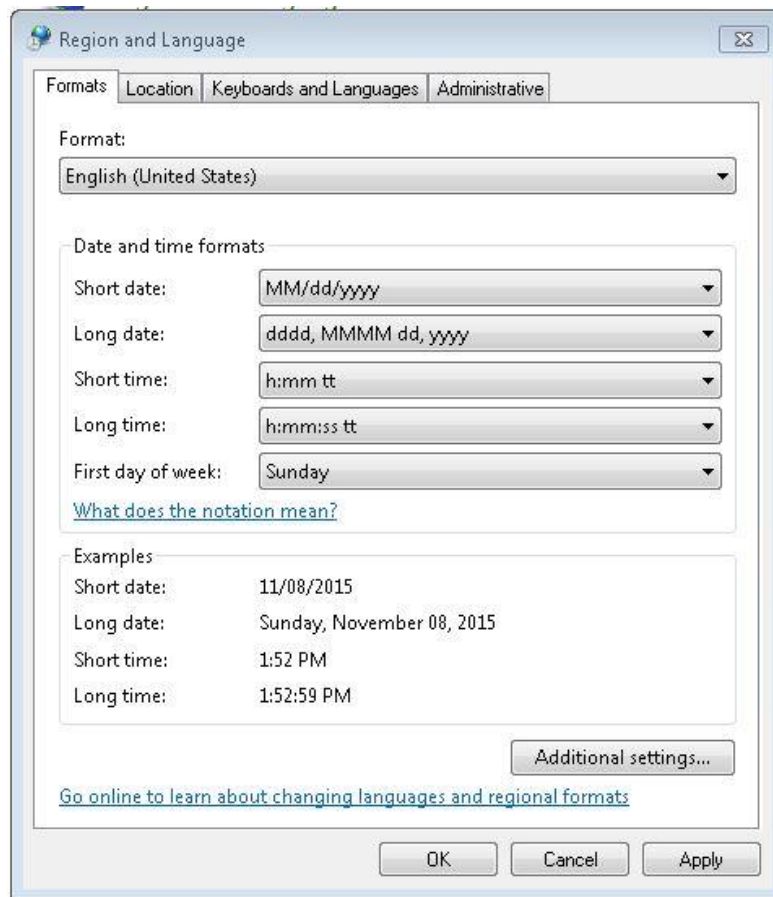 Region and Language
Formats Location Keyboards and Languages Administrative
Format:
English (United States)
Date and time formats
Short date: MM/dd/yyyy
Long date: dddd, MMMM dd, yyyy
Short time: h:mm tt
Long time: h:mm:ss tt
First day of week: Sunday
What does the notation mean?
Examples
Short date: 11/08/2015
Long date: Sunday, November 08, 2015
Short time: 1:52 PM
Long time: 1:52:59 PM
Additional settings...
Go online to learn about changing languages and regional formats
OK Cancel Apply